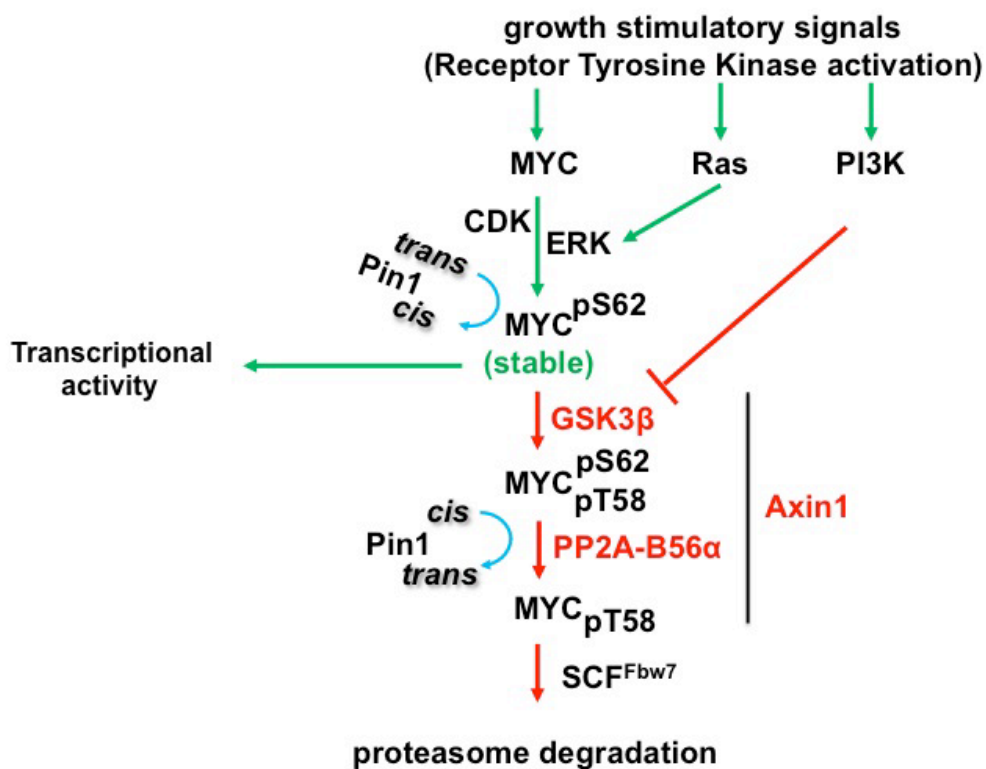 growth stimulatory signals
(Receptor Tyrosine Kinase activation)
MYC
Ras
PI3K
CDK
ERK
trans
Pin1
cis
MYCpS62
(stable)
Transcriptional
activity
GSK3β
MYCpS62
pT58
Axin1
cis
Pin1
trans
PP2A-B56α
MYCpT58
SCFFbw7
proteasome degradation